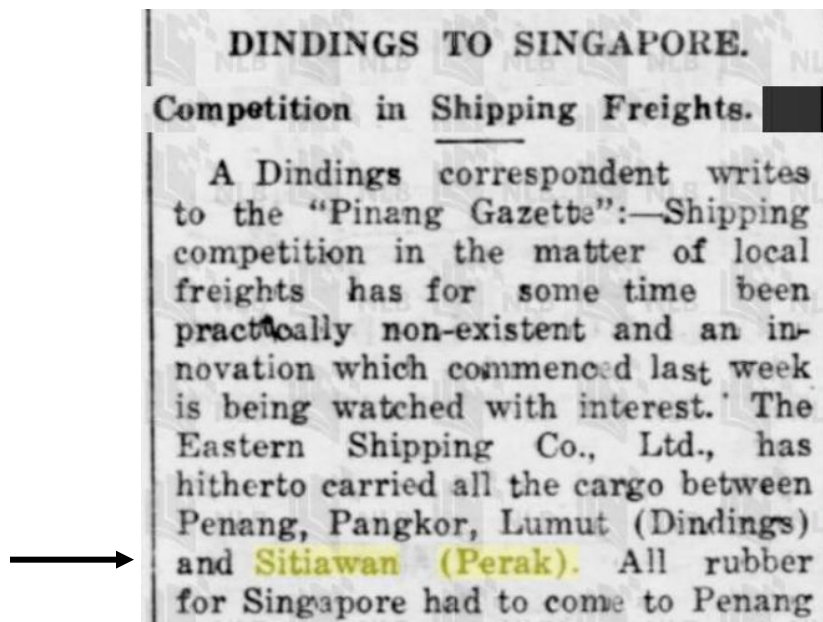 DINDINGS TO SINGAPORE.
Competition in Shipping Freights.
A Dindings correspondent writes
to the "Pinang Gazette":—Shipping
competition in the matter of local
freights has for some time been
practically non-existent and an in-
novation which commenced last week
is being watched with interest. The
Eastern Shipping Co., Ltd., has
hitherto carried all the cargo between
Penang, Pangkor, Lumut (Dindings)
and Sitiawan (Perak). All rubber
for Singapore had to come to Penang